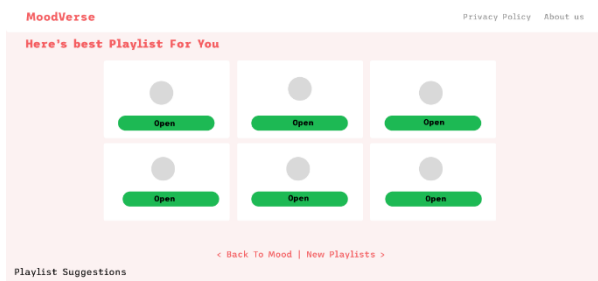 MoodVerse
Privacy Policy About us
Here's best Playlist For You
Open Open Open
Open Open Open
< Back To Mood | New Playlists >
Playlist Suggestions